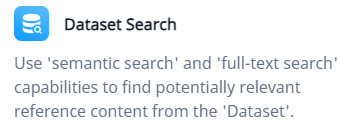 Dataset Search
Use 'semantic search' and 'full-text search'
capabilities to find potentially relevant
reference content from the 'Dataset'.